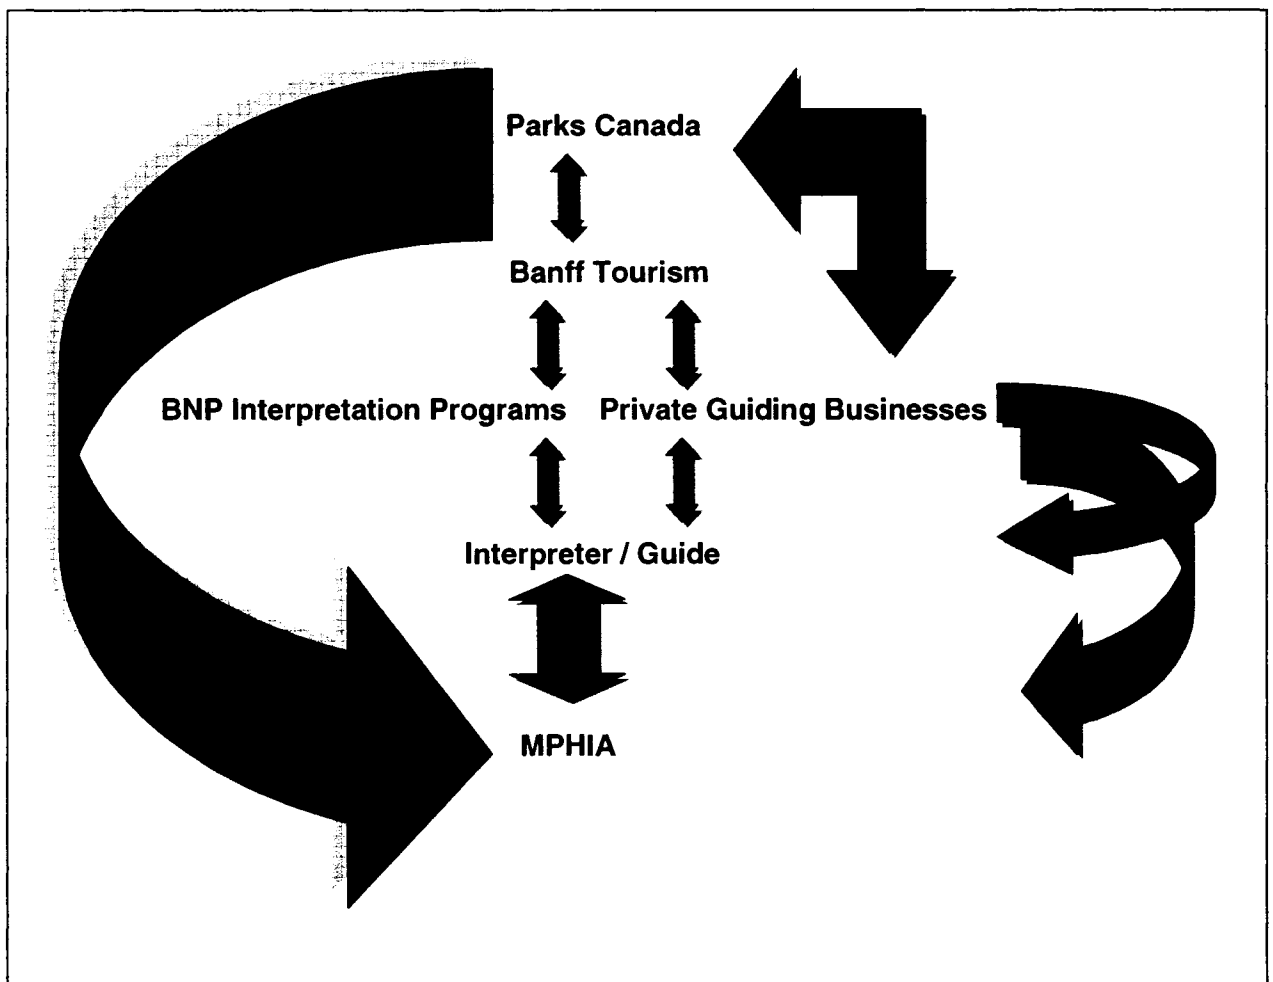 Parks Canada
Banff Tourism
BNP Interpretation Programs Private Guiding Businesses
Interpreter / Guide
MPHIA